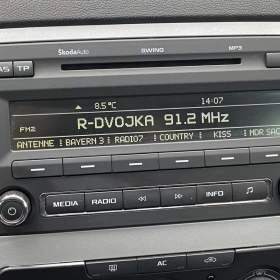 ŠkodaAuto SWING MP3
AS TP
▲ 8.5°C 14:07
FM2 R-DVOJKA 91.2 MHz
ANTENNE BAYERN 3 RADIO7 COUNTRY KISS MDR SAC
MEDIA RADIO INFO
AC